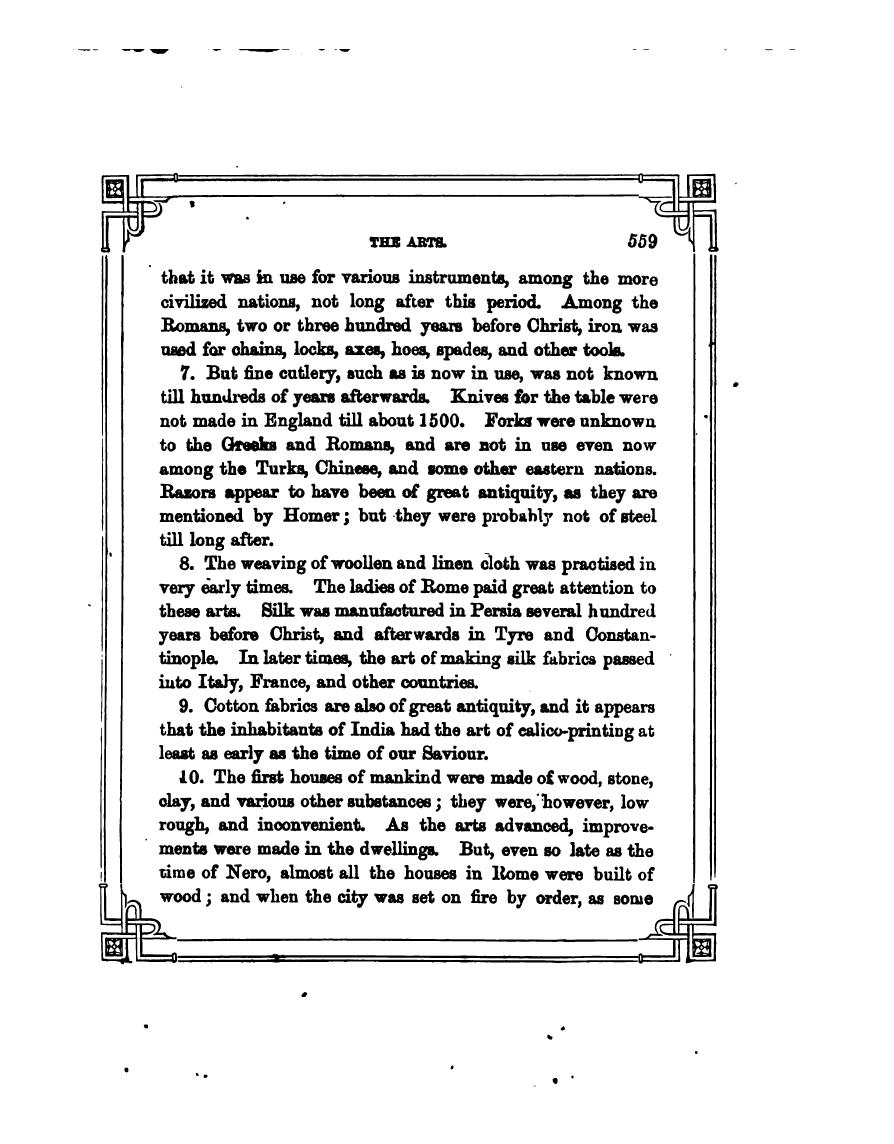 THE ARTS. 559
that it was in use for various instruments, among the more
civilized nations, not long after this period. Among the
Romans, two or three hundred years before Christ, iron was
used for chains, locks, axes, hoes, spades, and other tools.
7. But fine cutlery, such as is now in use, was not known
till hundreds of years afterwards. Knives for the table were
not made in England till about 1500. Forks were unknown
to the Greeks and Romans, and are not in use even now
among the Turks, Chinese, and some other eastern nations.
Razors appear to have been of great antiquity, as they are
mentioned by Homer; but they were probably not of steel
till long after.
8. The weaving of woollen and linen cloth was practised in
very early times. The ladies of Rome paid great attention to
these arts. Silk was manufactured in Persia several hundred
years before Christ, and afterwards in Tyre and Constan-
tinople. In later times, the art of making silk fabrics passed
into Italy, France, and other countries.
9. Cotton fabrics are also of great antiquity, and it appears
that the inhabitants of India had the art of calico-printing at
least as early as the time of our Saviour.
10. The first houses of mankind were made of wood, stone,
clay, and various other substances; they were, however, low
rough, and inconvenient. As the arts advanced, improve-
ments were made in the dwellings. But, even so late as the
time of Nero, almost all the houses in Rome were built of
wood; and when the city was set on fire by order, as some